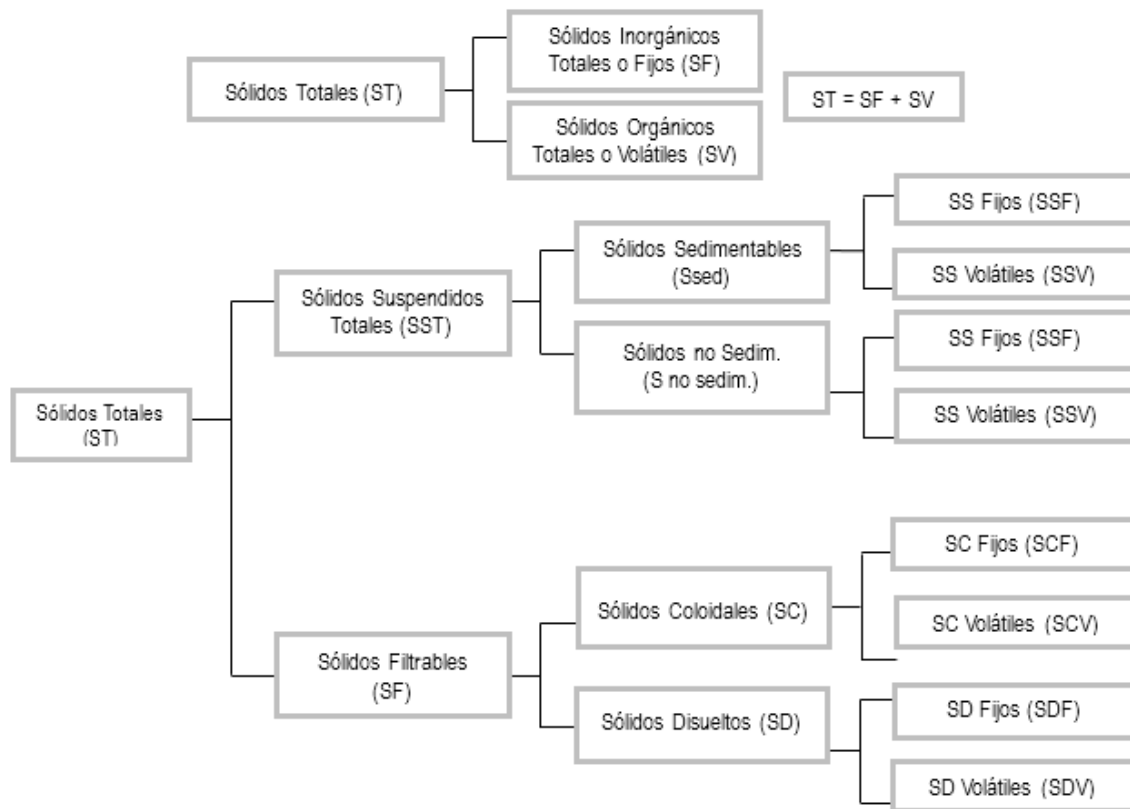 Sólidos Totales (ST)
Sólidos Inorgánicos
Totales o Fijos (SF)
Sólidos Orgánicos
Totales o Volátiles (SV)
ST = SF + SV
Sólidos Totales
(ST)
Sólidos Suspendidos
Totales (SST)
Sólidos Sedimentables
(Ssed)
SS Fijos (SSF)
SS Volátiles (SSV)
Sólidos no Sedim.
(S no sedim.)
SS Fijos (SSF)
SS Volátiles (SSV)
Sólidos Filtrables
(SF)
Sólidos Coloidales (SC)
SC Fijos (SCF)
SC Volátiles (SCV)
Sólidos Disueltos (SD)
SD Fijos (SDF)
SD Volátiles (SDV)